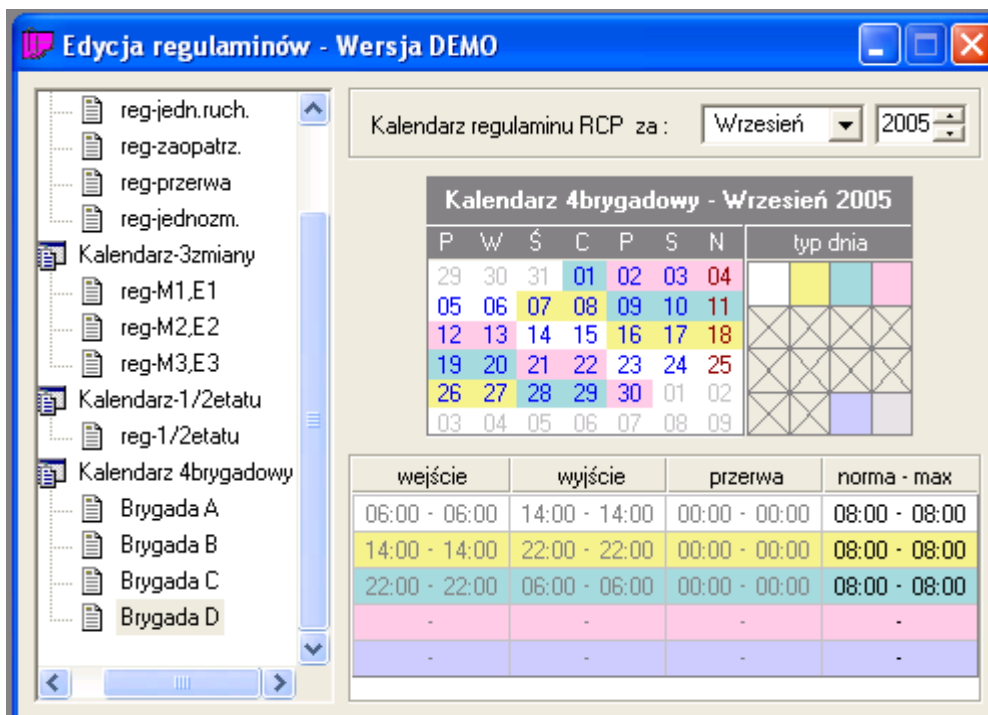 Edycja regulaminów - Wersja DEMO
reg-jedn.ruch.
reg-zaopatrz.
reg-przerwa
reg-jednozm.
Kalendarz-3zmiany
reg-M1,E1
reg-M2,E2
reg-M3,E3
Kalendarz-1/2etatu
reg-1/2etatu
Kalendarz 4brygadowy
Brygada A
Brygada B
Brygada C
Brygada D
Kalendarz regulaminu RCP za : Wrzesień 2005
Kalendarz 4brygadowy - Wrzesień 2005
P W Ś C P S N typ dnia
29 30 31 01 02 03 04
05 06 07 08 09 10 11
12 13 14 15 16 17 18
19 20 21 22 23 24 25
26 27 28 29 30 01 02
03 04 05 06 07 08 09
wejście wyjście przerwa norma - max
06:00 - 06:00 14:00 - 14:00 00:00 - 00:00 08:00 - 08:00
14:00 - 14:00 22:00 - 22:00 00:00 - 00:00 08:00 - 08:00
22:00 - 22:00 06:00 - 06:00 00:00 - 00:00 08:00 - 08:00
- - - -
- - - -